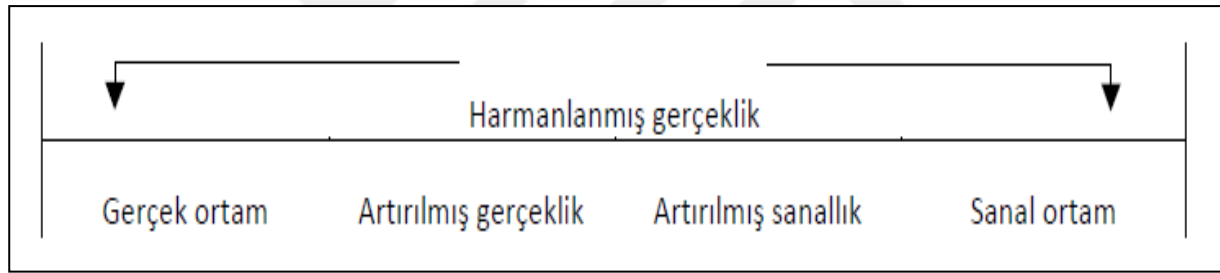 Harmanlanmış gerçeklik
Gerçek ortam Artırılmış gerçeklik Artırılmış sanallık Sanal ortam